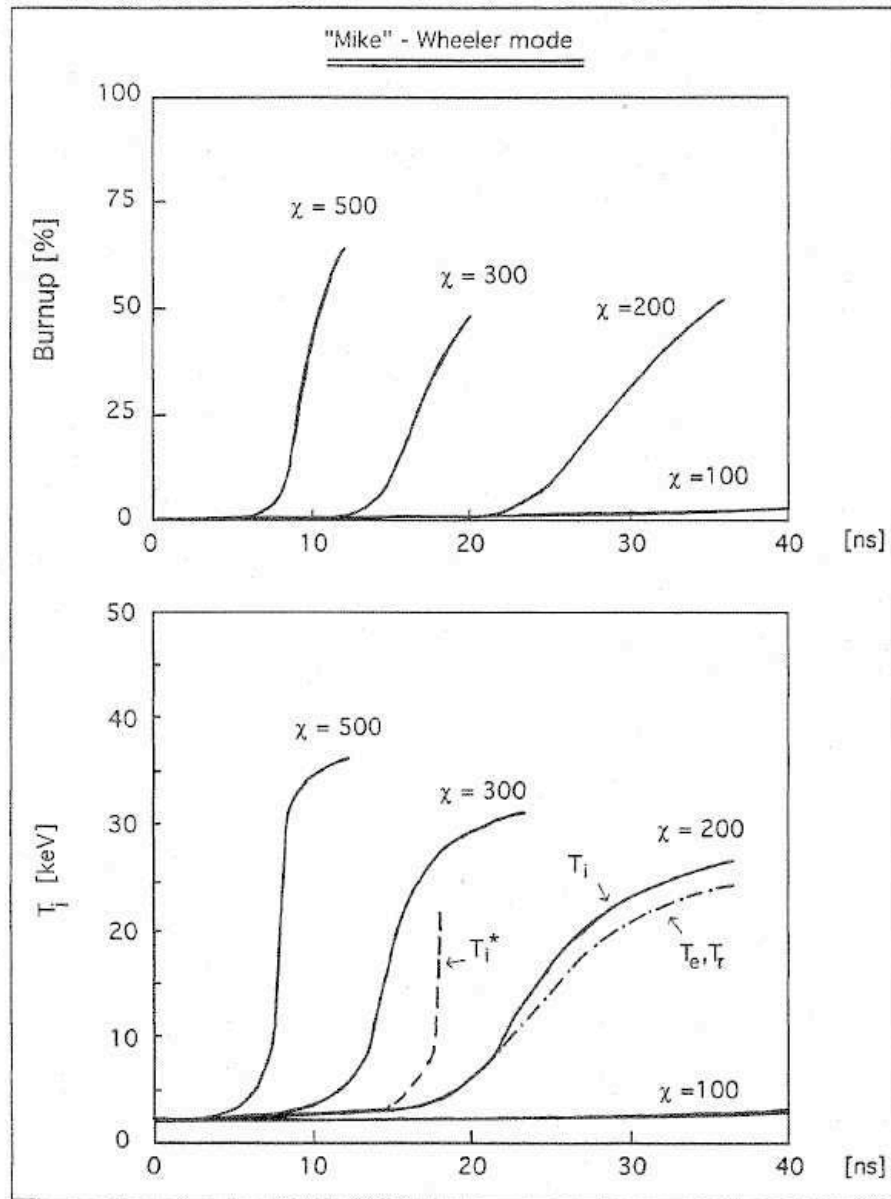 "Mike" - Wheeler mode
100
75
50
25
0
Burnup [%]
χ = 500
χ = 300
χ =200
χ =100
0
10
20
30
40
[ns]
50
40
30
20
10
0
T_i [keV]
χ = 500
χ = 300
χ = 200
T_i
T_i*
T_e,T_r
χ =100
0
10
20
30
40
[ns]